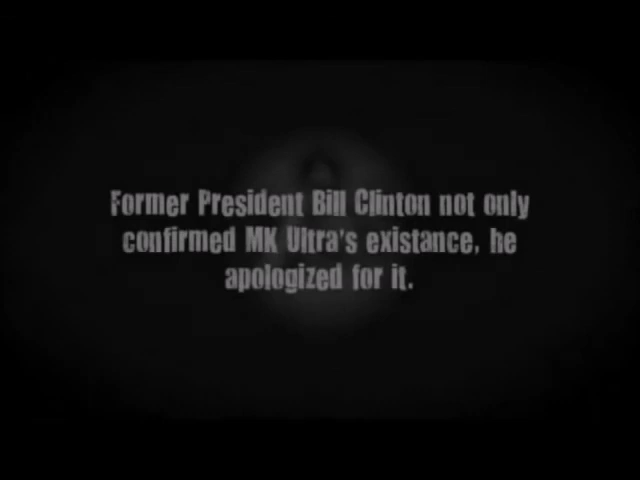 Former President Bill Clinton not only
confirmed MK Ultra's existance, he
apologized for it.